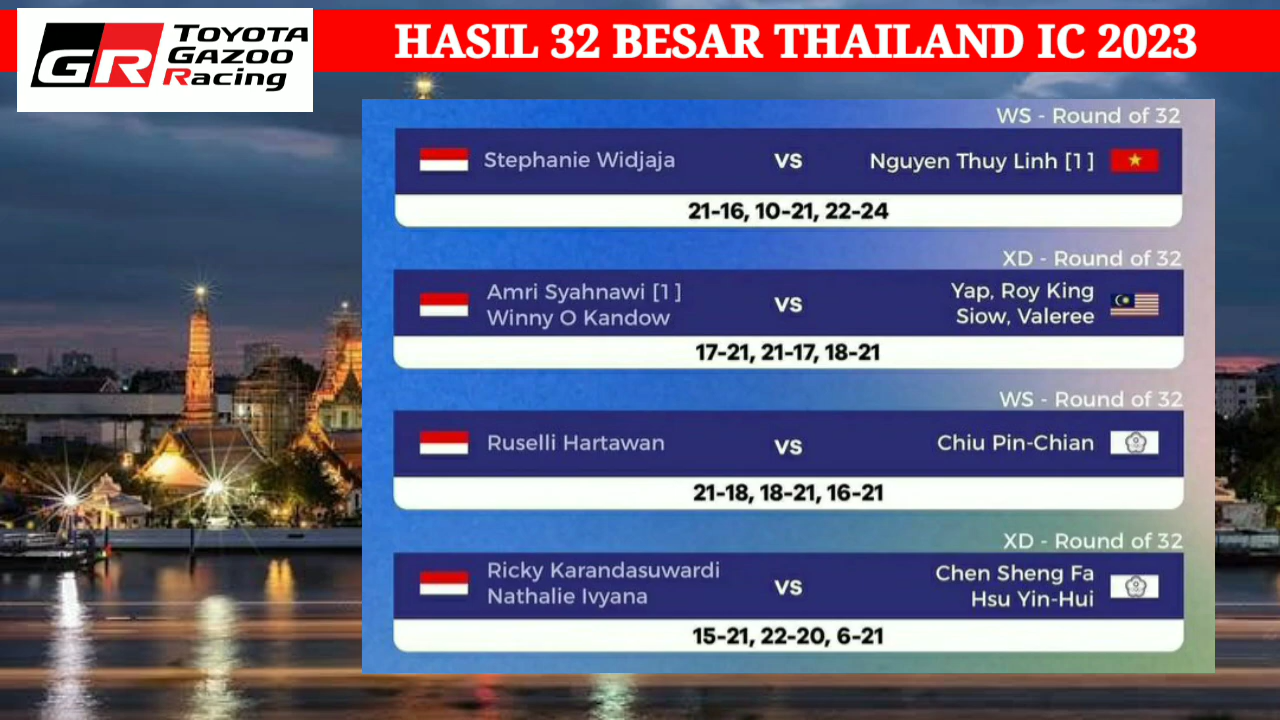 TOYOTA
GAZOO
Racing
GR
HASIL 32 BESAR THAILAND IC 2023
WS - Round of 32
Stephanie Widjaja VS Nguyen Thuy Linh [1]
21-16, 10-21, 22-24
XD - Round of 32
Amri Syahnawi [1]
Winny O Kandow
VS
Yap, Roy King
Siow, Valeree
17-21, 21-17, 18-21
WS - Round of 32
Ruselli Hartawan VS Chiu Pin-Chian
21-18, 18-21, 16-21
XD - Round of 32
Ricky Karandasuwardi
Nathalie Ivyana
VS
Chen Sheng Fa
Hsu Yin-Hui
15-21, 22-20, 6-21